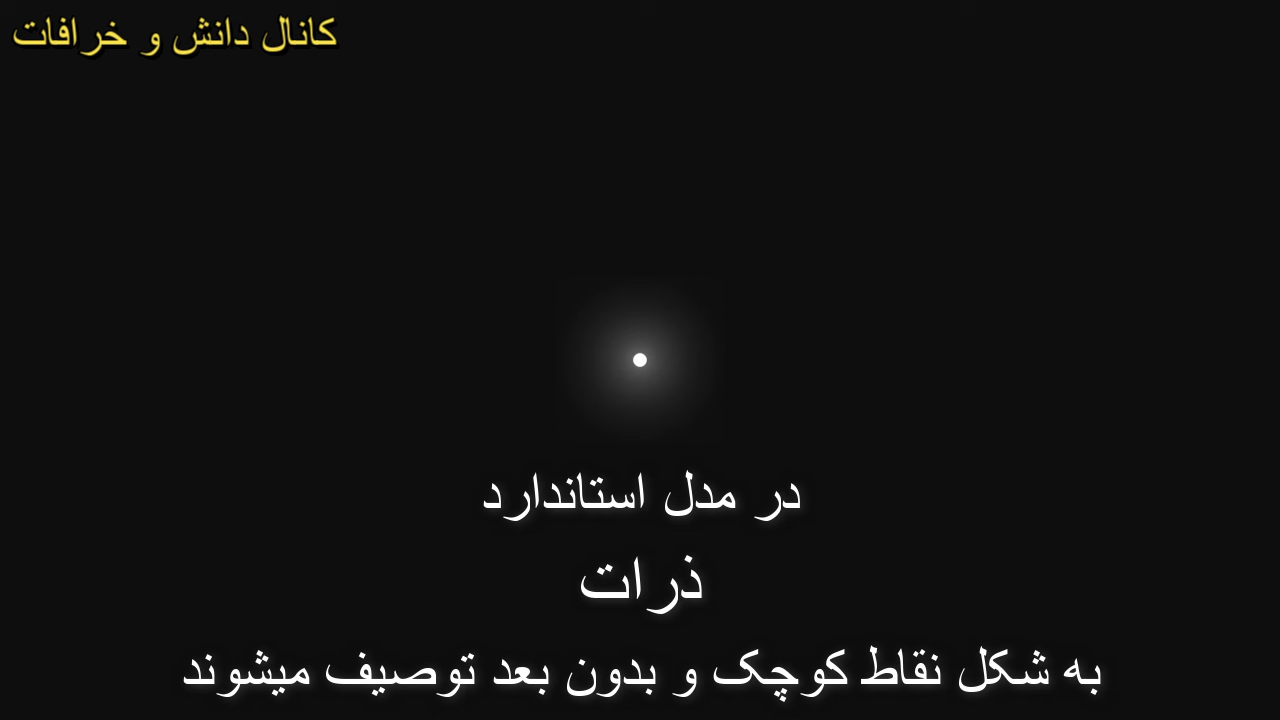 کانال دانش و خرافات
در مدل استاندارد
ذرات
به شکل نقاط کوچک و بدون بعد توصیف میشوند